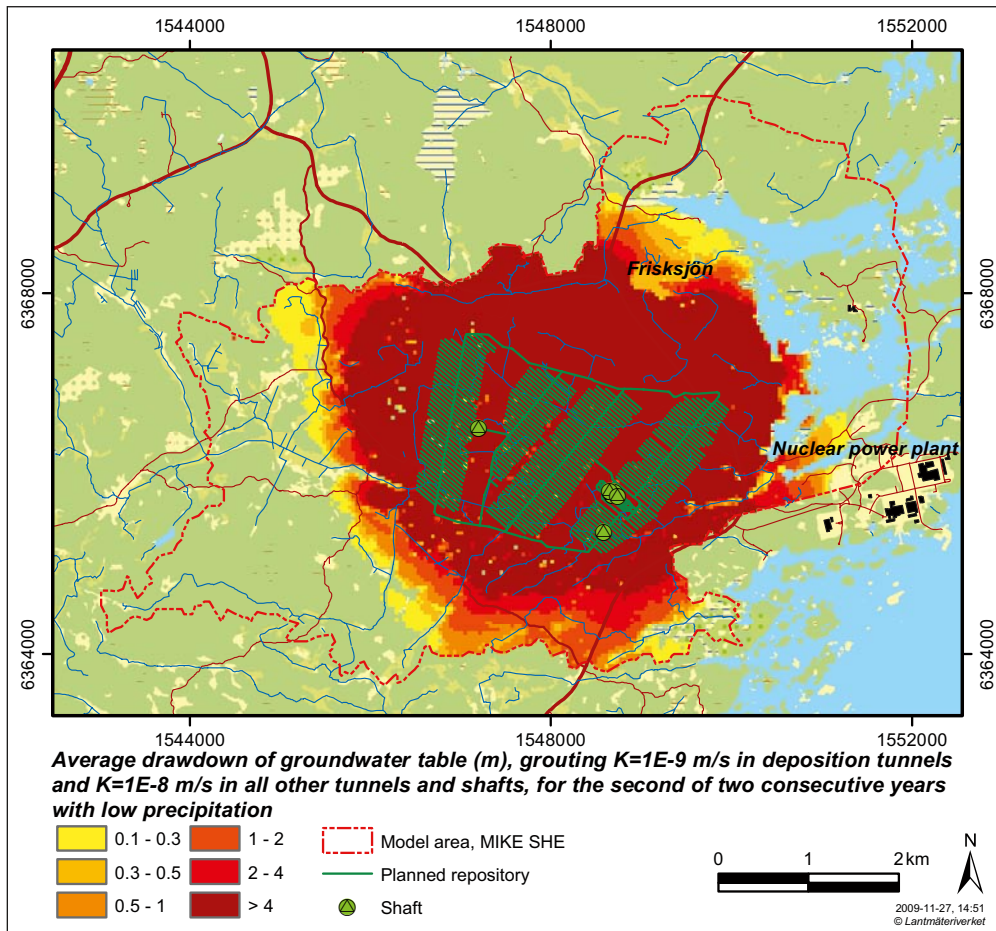 1544000 1548000 1552000
Frisksjön
6368000 6368000
Nuclear power plant
6364000 6364000
1544000 1548000 1552000
Average drawdown of groundwater table (m), grouting K=1E-9 m/s in deposition tunnels
and K=1E-8 m/s in all other tunnels and shafts, for the second of two consecutive years
with low precipitation
0.1 - 0.3 1 - 2 Model area, MIKE SHE
0.3 - 0.5 2 - 4 Planned repository
0.5 - 1 > 4 Shaft
0 1 2 km
N
2009-11-27, 14:51
© Lantmäteriverket